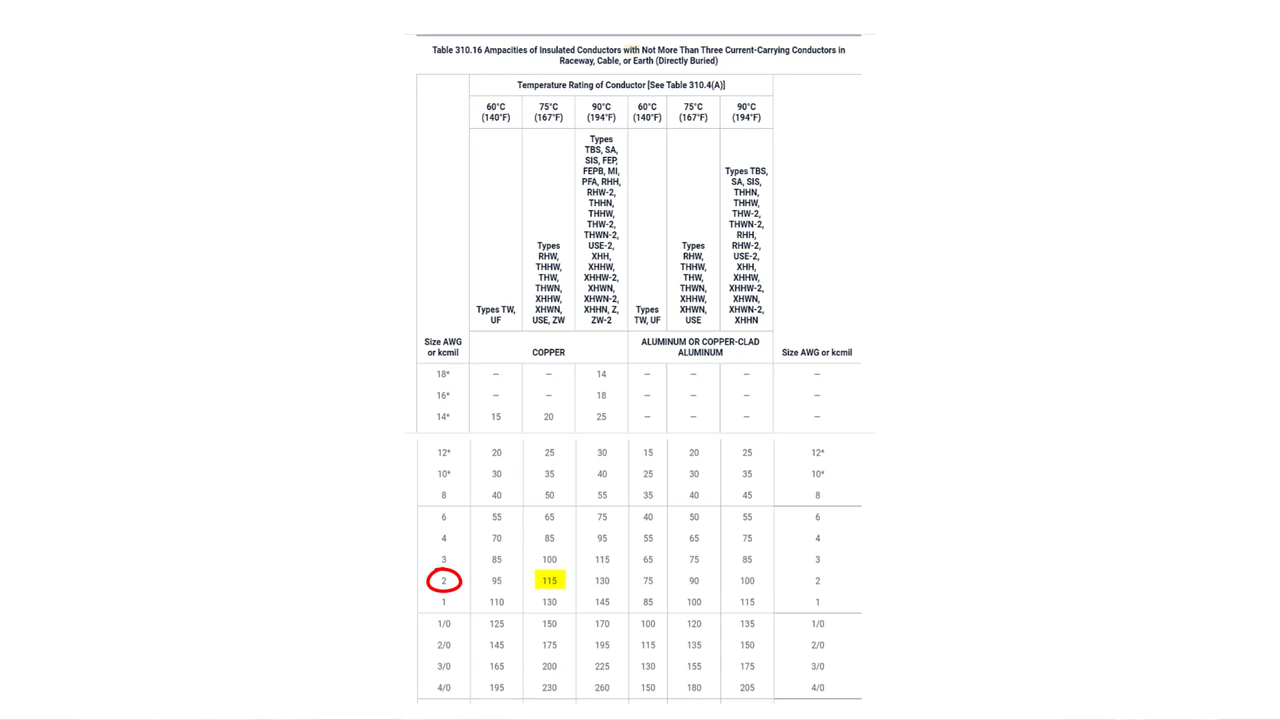 Table 310.16 Ampacities of Insulated Conductors with Not More Than Three Current-Carrying Conductors in
Raceway, Cable, or Earth (Directly Buried)
Temperature Rating of Conductor [See Table 310.4(A)]
60°C 75°C 90°C 60°C 75°C 90°C
(140°F) (167°F) (194°F) (140°F) (167°F) (194°F)
Types TW,
UF
Types
RHW,
THHW,
THW,
THWN,
XHHW,
XHWN,
USE, ZW
Types
TBS, SA,
SIS, FEP,
FEPB, MI,
PFA, RHH,
RHW-2,
THHN,
THHW,
THW-2,
THWN-2,
USE-2,
XHH,
XHHW,
XHHW-2,
XHWN,
XHWN-2,
XHHN, Z,
ZW-2
Types
TW, UF
Types
RHW,
THHW,
THW,
THWN,
XHHW,
XHWN,
USE
Types TBS,
SA, SIS,
THHN,
THHW,
THW-2,
THWN-2,
RHH,
RHW-2,
USE-2,
XHH,
XHHW,
XHHW-2,
XHWN,
XHWN-2,
XHHN
Size AWG
or kcmil
COPPER
ALUMINUM OR COPPER-CLAD
ALUMINUM
Size AWG or kcmil
18* – – 14 – – – –
16* – – 18 – – – –
14* 15 20 25 – – – –
12* 20 25 30 15 20 25 12*
10* 30 35 40 25 30 35 10*
8 40 50 55 35 40 45 8
6 55 65 75 40 50 55 6
4 70 85 95 55 65 75 4
3 85 100 115 65 75 85 3
2 95 115 130 75 90 100 2
1 110 130 145 85 100 115 1
1/0 125 150 170 100 120 135 1/0
2/0 145 175 195 115 135 150 2/0
3/0 165 200 225 130 155 175 3/0
4/0 195 230 260 150 180 205 4/0